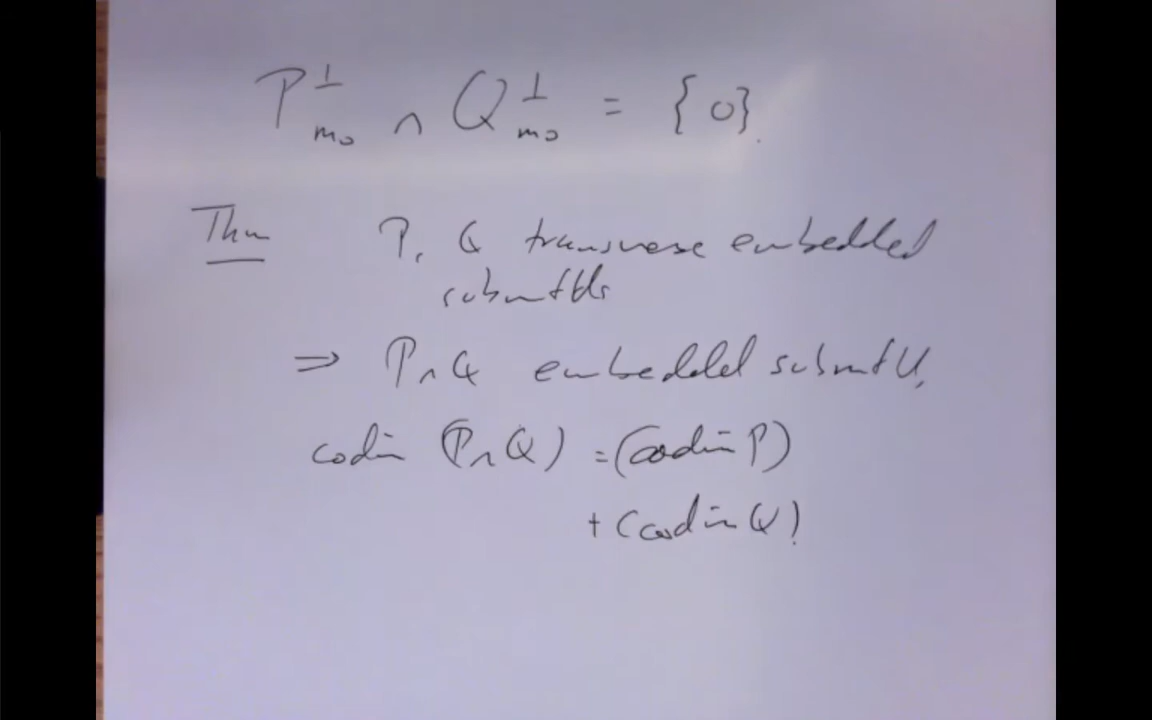 P⊥m₀ ∩ Q⊥m₀ = {0}.
Thm P, Q transverse embedded
submflds
⇒ P∩Q embedded submfld,
codim (P∩Q) = (codim P)
+ (codim Q)